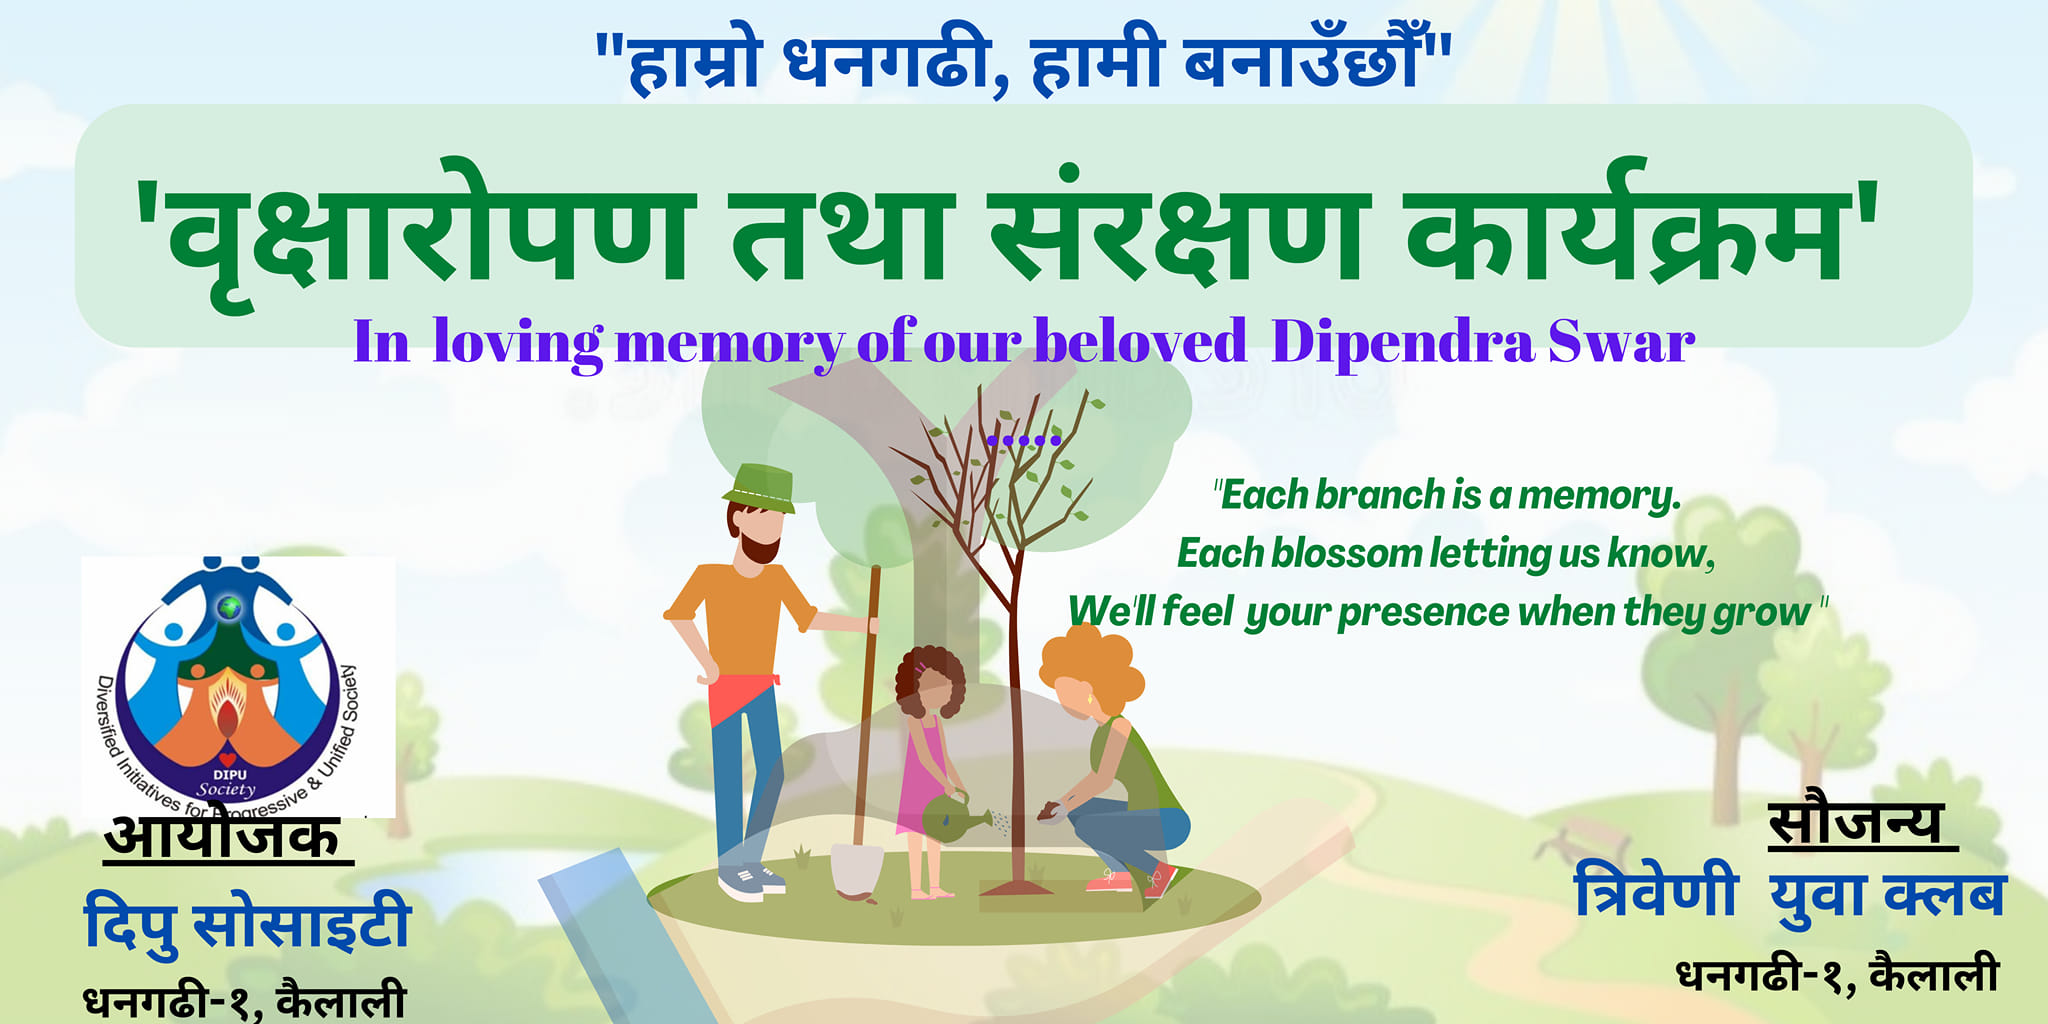 "हाम्रो धनगढी, हामी बनाउँछौँ"
'वृक्षारोपण तथा संरक्षण कार्यक्रम'
In loving memory of our beloved Dipendra Swar
.....
"Each branch is a memory.
Each blossom letting us know,
We'll feel your presence when they grow "
DIPU
Society
Diversified Initiatives for Progressive & Unified Society
आयोजक
दिपु सोसाइटी
धनगढी-१, कैलाली
सौजन्य
त्रिवेणी युवा क्लब
धनगढी-१, कैलाली